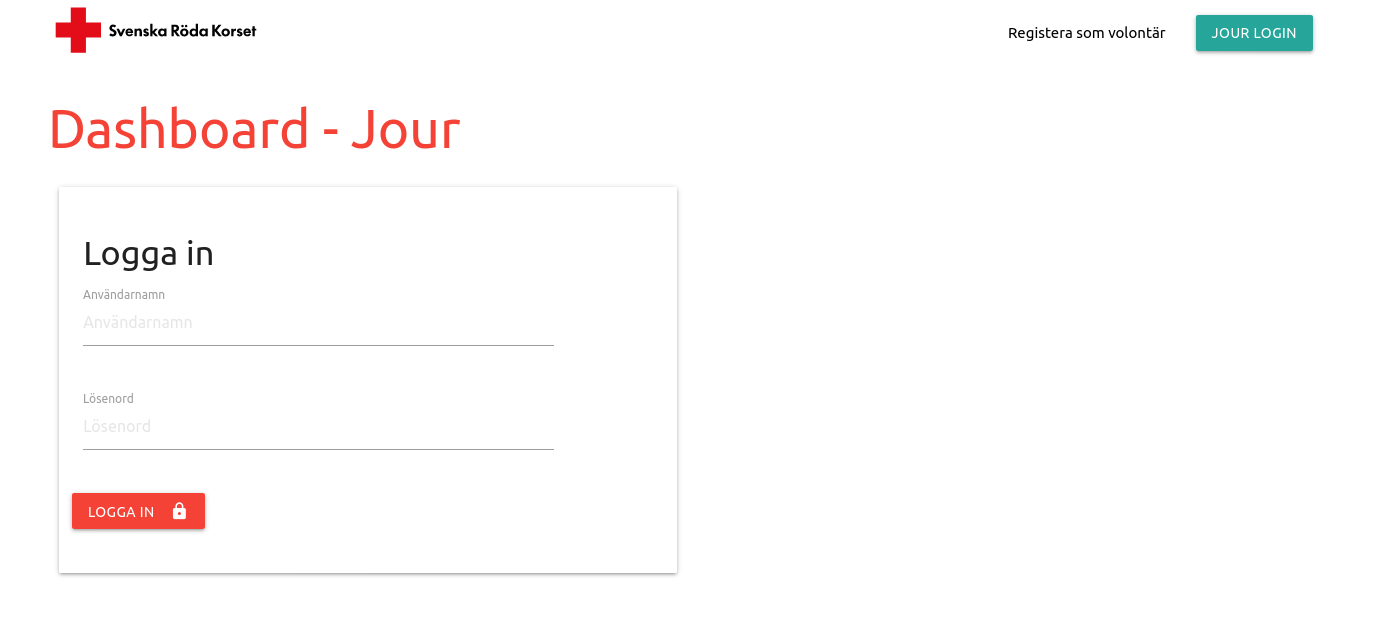 Svenska Röda Korset
Registera som volontär
JOUR LOGIN
Dashboard - Jour
Logga in
Användarnamn
Användarnamn
Lösenord
Lösenord
LOGGA IN